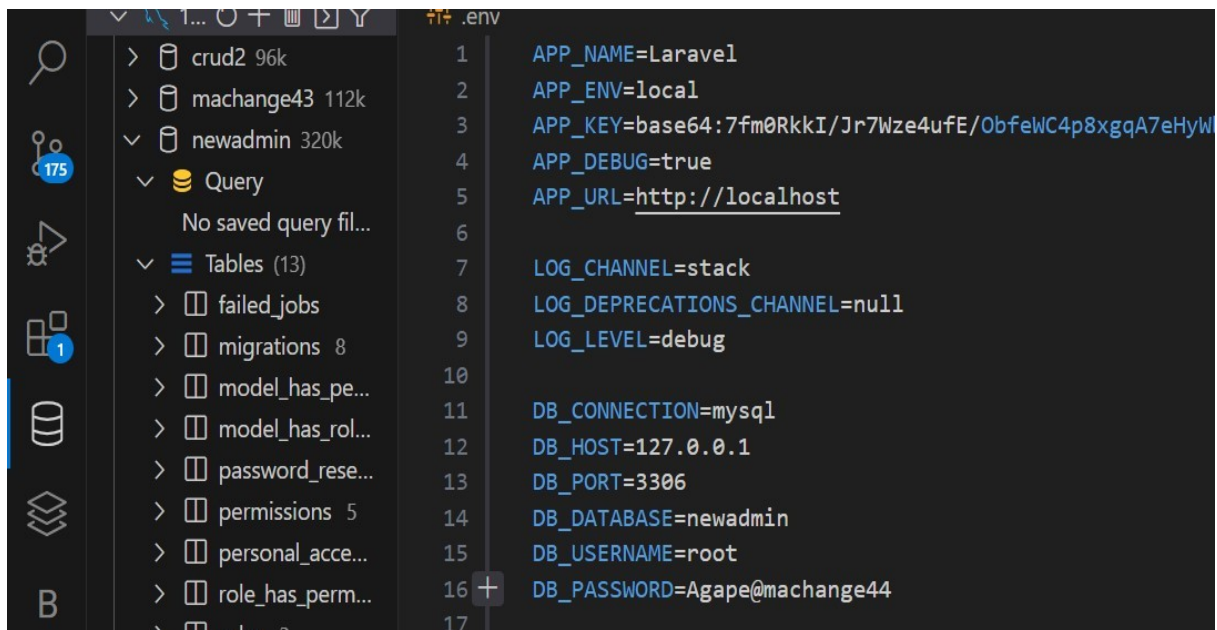 1...
crud2 96k
machange43 112k
newadmin 320k
Query
No saved query fil...
Tables (13)
failed_jobs
migrations 8
model_has_pe...
model_has_rol...
password_rese...
permissions 5
personal_acce...
role_has_perm...
175
1
B
.env
1 APP_NAME=Laravel
2 APP_ENV=local
3 APP_KEY=base64:7fm0RkkI/Jr7Wze4ufE/ObfeWC4p8xgqA7eHyW
4 APP_DEBUG=true
5 APP_URL=http://localhost
6
7 LOG_CHANNEL=stack
8 LOG_DEPRECATIONS_CHANNEL=null
9 LOG_LEVEL=debug
10
11 DB_CONNECTION=mysql
12 DB_HOST=127.0.0.1
13 DB_PORT=3306
14 DB_DATABASE=newadmin
15 DB_USERNAME=root
16 DB_PASSWORD=Agape@machange44
17